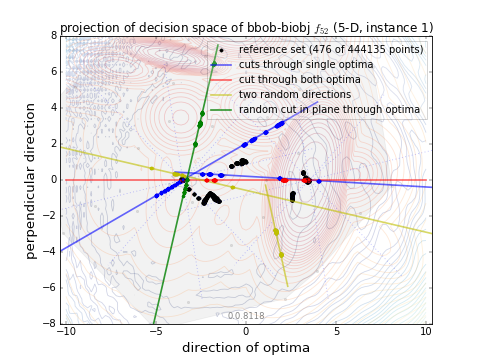 projection of decision space of bbob-biobj f52 (5-D, instance 1)
reference set (476 of 444135 points)
cuts through single optima
cut through both optima
two random directions
random cut in plane through optima
perpendicular direction
8
6
4
2
0
−2
−4
−6
−8
0.0.8118
−10
−5
0
5
10
direction of optima